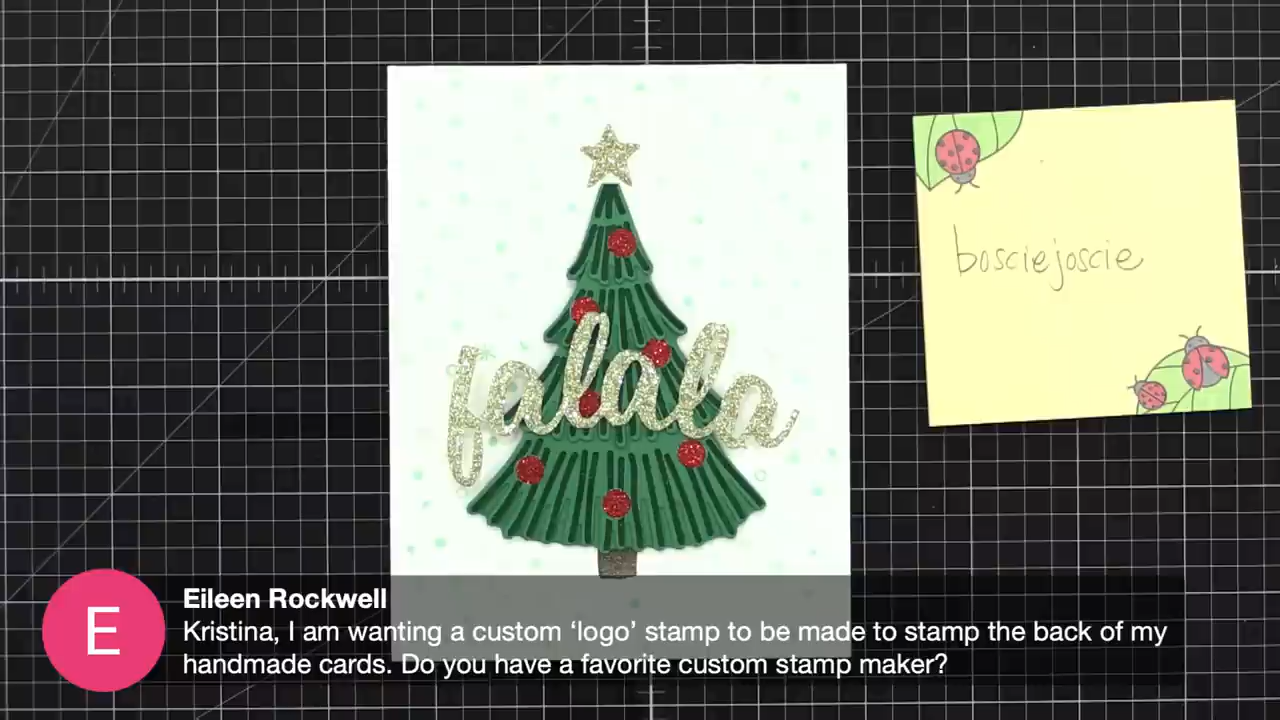 falalala
bosciejoscie
E
Eileen Rockwell
Kristina, I am wanting a custom ‘logo’ stamp to be made to stamp the back of my
handmade cards. Do you have a favorite custom stamp maker?